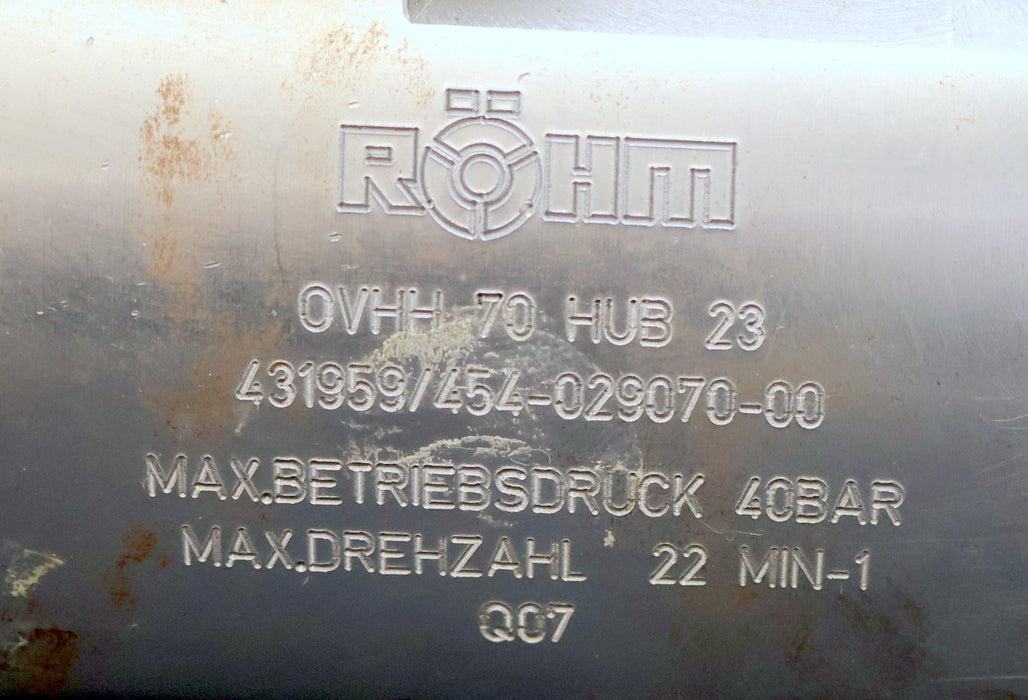 RÖHM
OVHH 70 HUB 23
431959/454-029070-00
MAX.BETRIEBSDRUCK 40BAR
MAX.DREHZAHL 22 MIN-1
Q07